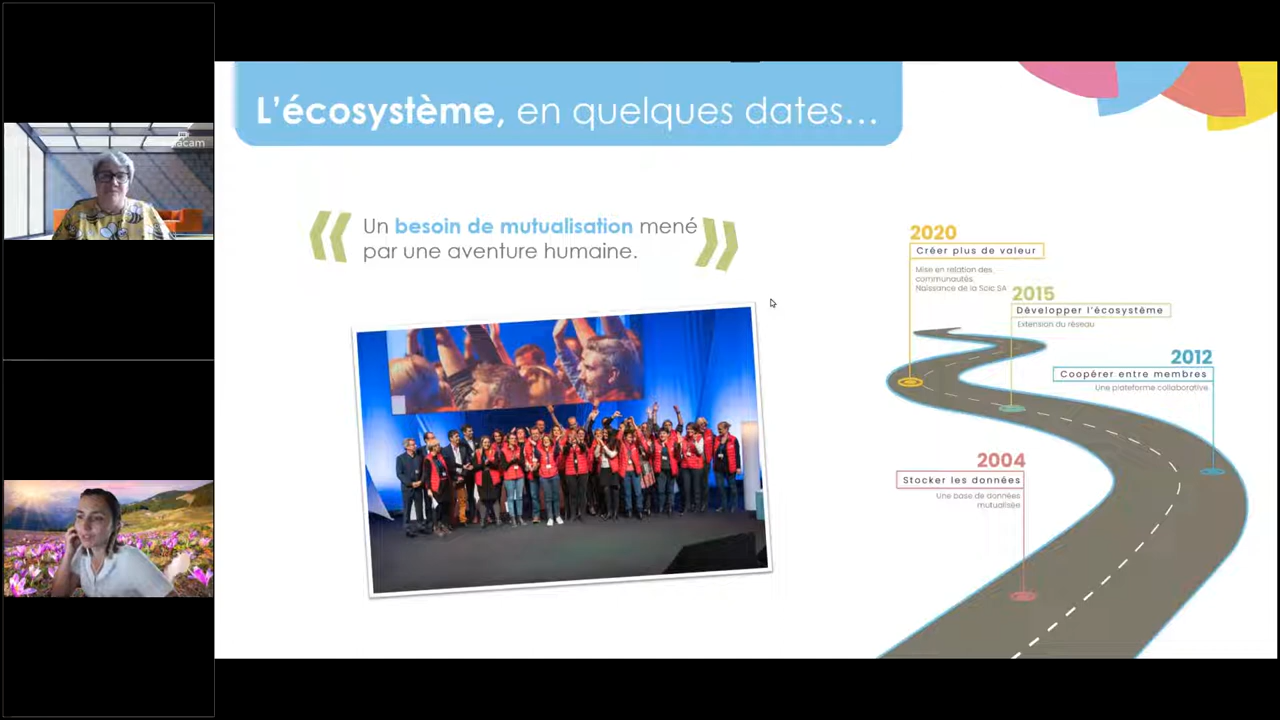 L'écosystème, en quelques dates...
Un besoin de mutualisation mené
par une aventure humaine.
2020
Créer plus de valeur
Mise en relation des
communautés
Naissance de la Scic SA
2015
Développer l'écosystème
Extension du réseau
2012
Coopérer entre membres
Une plateforme collaborative
2004
Stocker les données
Une base de données
mutualisée